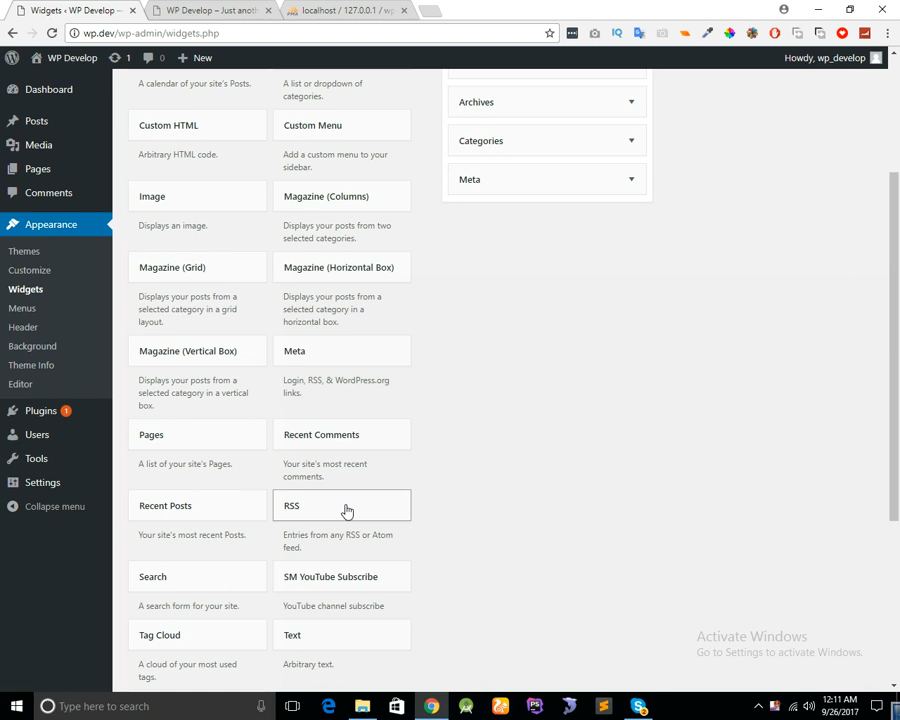 Widgets ‹ WP Develop —
WP Develop – Just anoth
localhost / 127.0.0.1 / wp
wp.dev/wp-admin/widgets.php
WP Develop
1
0
New
Howdy, wp_develop
Dashboard
Posts
Media
Pages
Comments
Appearance
Themes
Customize
Widgets
Menus
Header
Background
Theme Info
Editor
Plugins 1
Users
Tools
Settings
Collapse menu
A calendar of your site's Posts.
A list or dropdown of
categories.
Custom HTML
Arbitrary HTML code.
Custom Menu
Add a custom menu to your
sidebar.
Image
Displays an image.
Magazine (Columns)
Displays your posts from two
selected categories.
Magazine (Grid)
Displays your posts from a
selected category in a grid
layout.
Magazine (Horizontal Box)
Displays your posts from a
selected category in a
horizontal box.
Magazine (Vertical Box)
Displays your posts from a
selected category in a vertical
box.
Meta
Login, RSS, & WordPress.org
links.
Pages
A list of your site's Pages.
Recent Comments
Your site's most recent
comments.
Recent Posts
Your site's most recent Posts.
RSS
Entries from any RSS or Atom
feed.
Search
A search form for your site.
SM YouTube Subscribe
YouTube channel subscribe
Tag Cloud
A cloud of your most used
tags.
Text
Arbitrary text.
Archives
Categories
Meta
Activate Windows
Go to Settings to activate Windows.
Type here to search
12:11 AM
9/26/2017